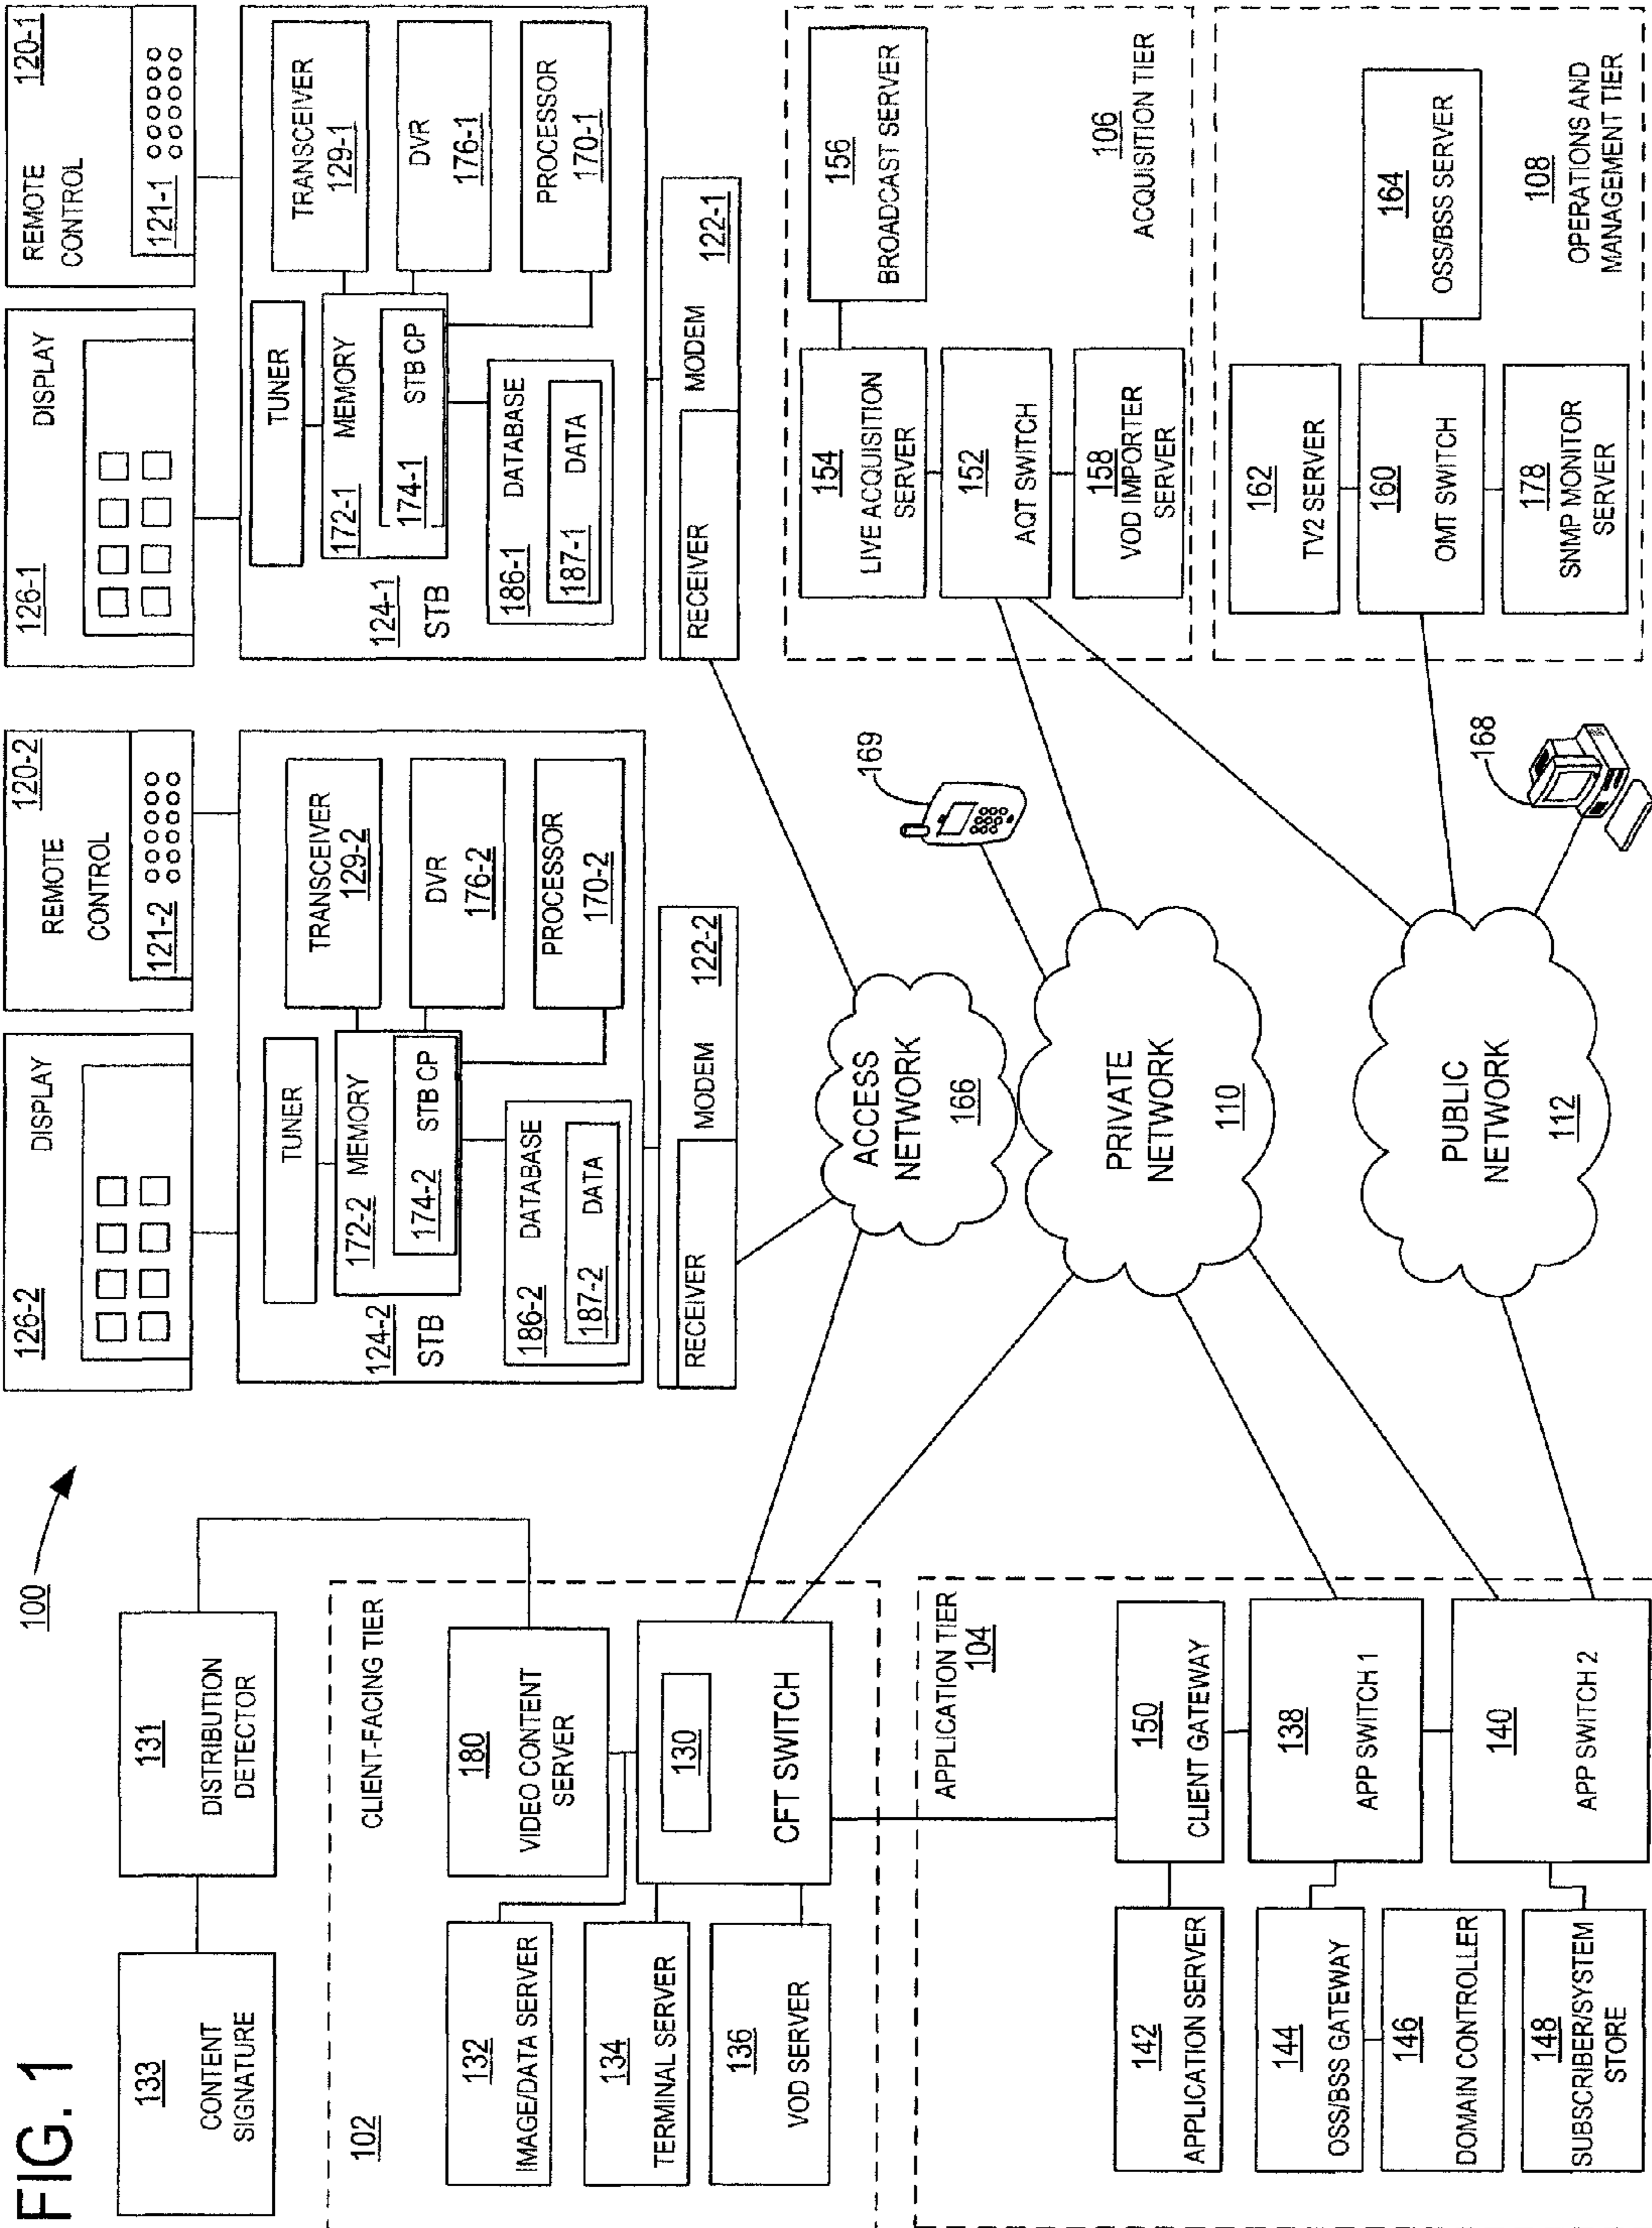 FIG. 1
100
133
CONTENT
SIGNATURE
131
DISTRIBUTION
DETECTOR
102
CLIENT-FACING TIER
132
IMAGE/DATA SERVER
134
TERMINAL SERVER
136
VOD SERVER
180
VIDEO CONTENT
SERVER
130
CFT SWITCH
APPLICATION TIER
104
142
APPLICATION SERVER
144
OSS/BSS GATEWAY
146
DOMAIN CONTROLLER
148
SUBSCRIBER/SYSTEM
STORE
150
CLIENT GATEWAY
138
APP SWITCH 1
140
APP SWITCH 2
126-2
DISPLAY
REMOTE
CONTROL
120-2
121-2
TUNER
172-2
MEMORY
174-2
STB CP
124-2
STB
186-2
DATABASE
187-2
DATA
TRANSCEIVER
129-2
DVR
176-2
PROCESSOR
170-2
RECEIVER
MODEM
122-2
126-1
DISPLAY
REMOTE
CONTROL
120-1
121-1
TUNER
172-1
MEMORY
174-1
STB CP
124-1
STB
186-1
DATABASE
187-1
DATA
TRANSCEIVER
129-1
DVR
176-1
PROCESSOR
170-1
RECEIVER
MODEM
122-1
ACCESS
NETWORK
166
PRIVATE
NETWORK
110
PUBLIC
NETWORK
112
169
168
154
LIVE ACQUISITION
SERVER
156
BROADCAST SERVER
152
AQT SWITCH
158
VOD IMPORTER
SERVER
106
ACQUISITION TIER
162
TV2 SERVER
160
OMT SWITCH
178
SNMP MONITOR
SERVER
164
OSS/BSS SERVER
108
OPERATIONS AND
MANAGEMENT TIER